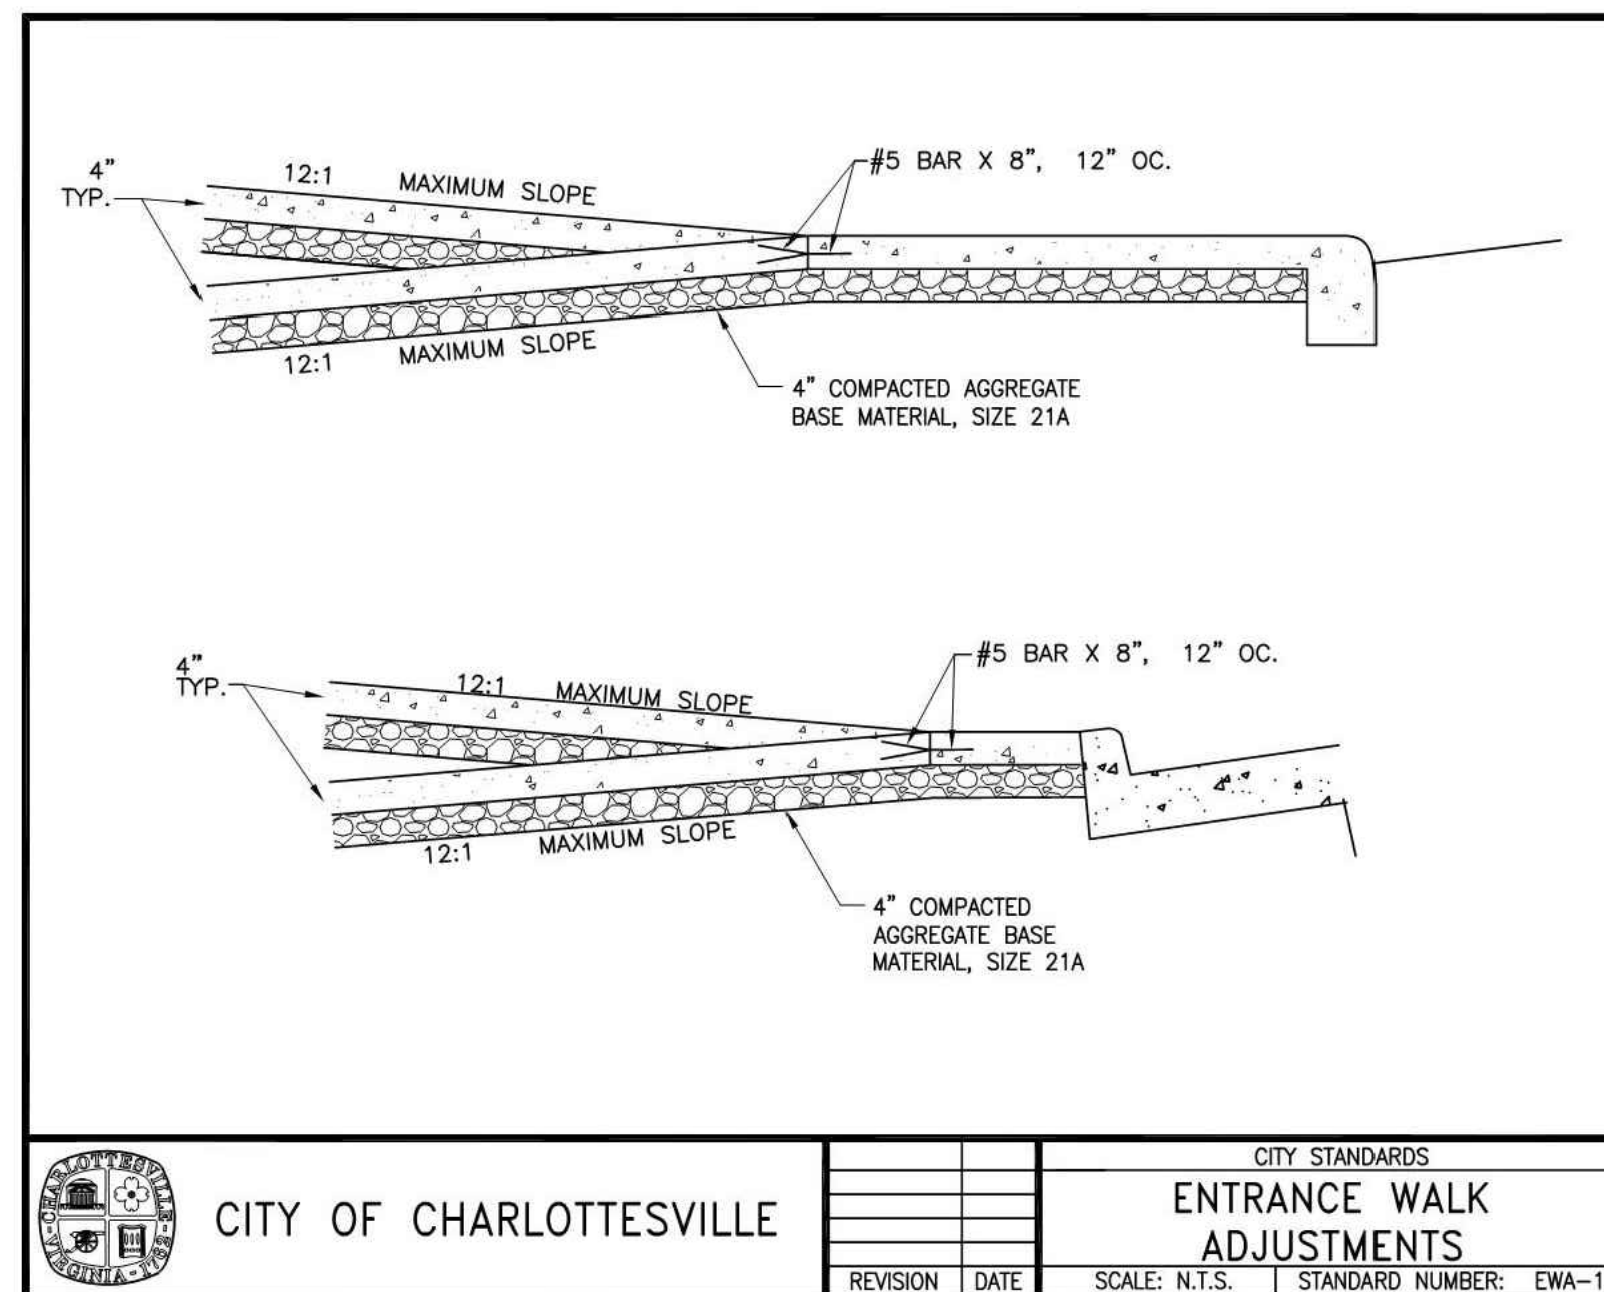 4"
TYP.
12:1
MAXIMUM SLOPE
#5 BAR X 8", 12" OC.
12:1
MAXIMUM SLOPE
4" COMPACTED AGGREGATE
BASE MATERIAL, SIZE 21A
4"
TYP.
12:1
MAXIMUM SLOPE
#5 BAR X 8", 12" OC.
12:1
MAXIMUM SLOPE
4" COMPACTED
AGGREGATE BASE
MATERIAL, SIZE 21A
CHARLOTTESVILLE
VIRGINIA-1762
CITY OF CHARLOTTESVILLE
REVISION
DATE
CITY STANDARDS
ENTRANCE WALK
ADJUSTMENTS
SCALE: N.T.S.
STANDARD NUMBER: EWA-1